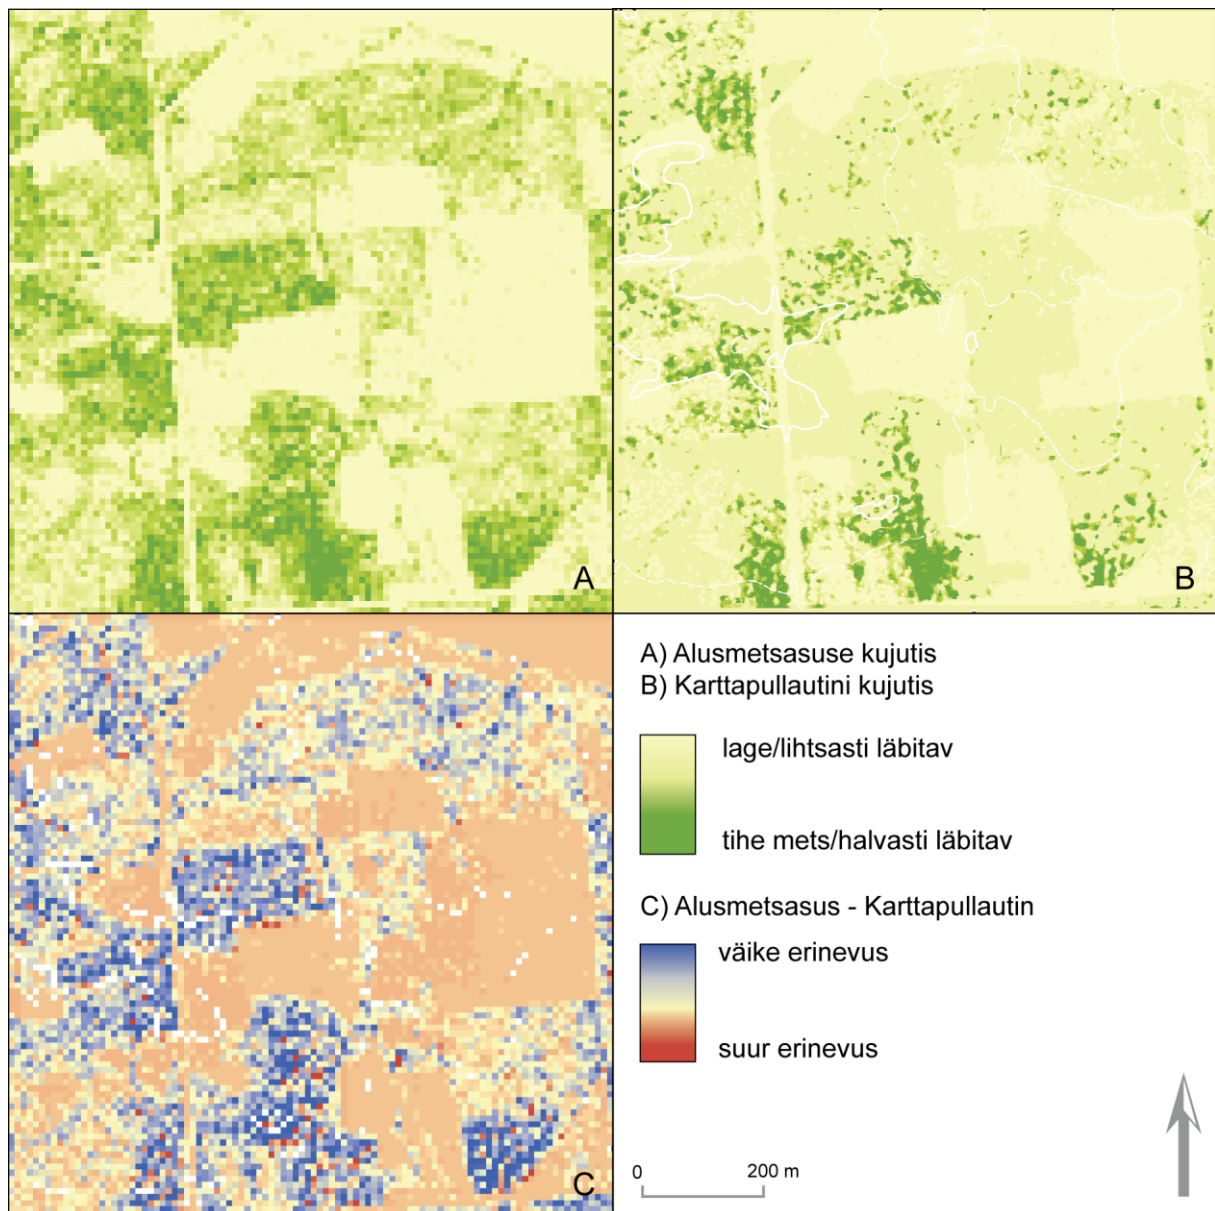 A
B
C
A) Alusmetsasuse kujutis
B) Karttapullautini kujutis
lage/lihtsasti läbitav
tihe mets/halvasti läbitav
C) Alusmetsasus - Karttapullautin
väike erinevus
suur erinevus
0 200 m